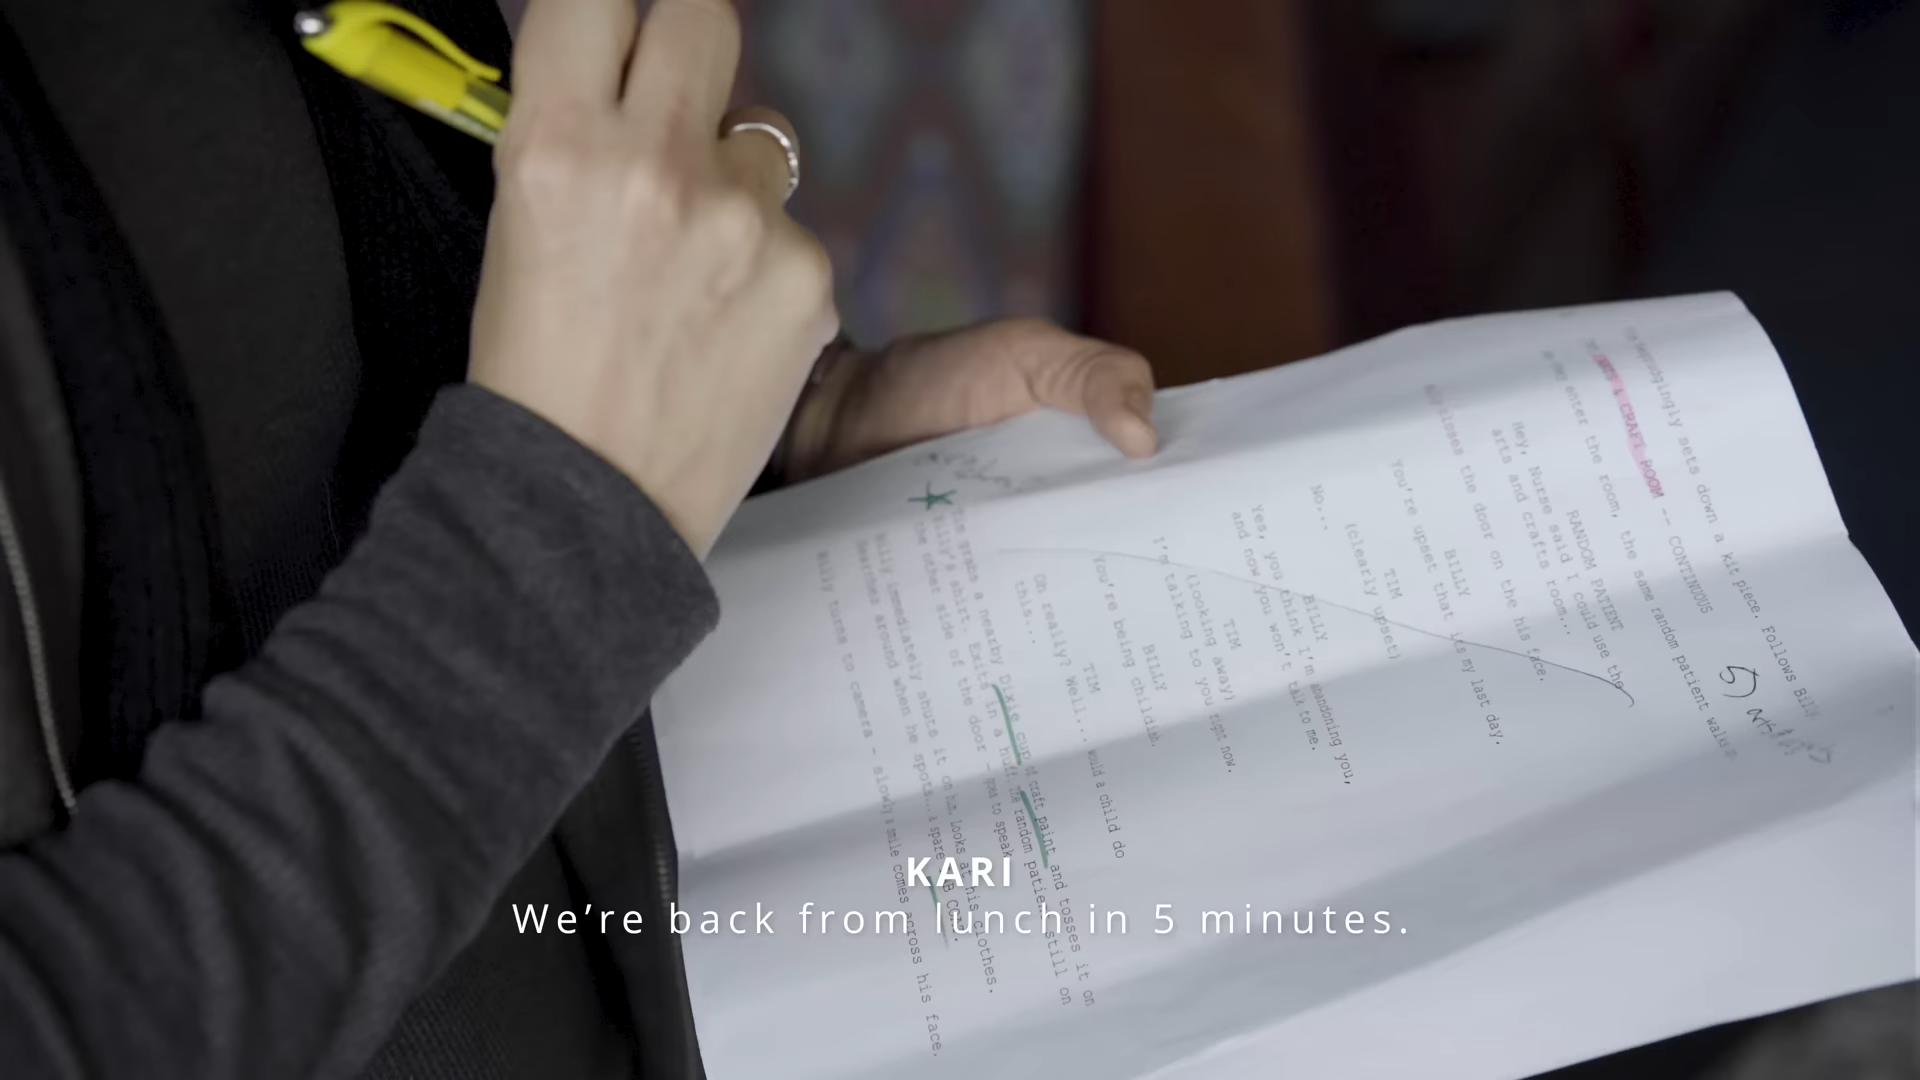 begrudgingly sets down a kit piece. Follows Billy
5) arts
ARTS & CRAFT ROOM -- CONTINUOUS
enter the room, the same random patient walks
RANDOM PATIENT
Hey, Nurse said I could use the
arts and crafts room...
closes the door on the his face.
BILLY
You're upset that it is my last day.
TIM
(clearly upset)
No...
BILLY
Yes, you think I'm abandoning you,
and now you won't talk to me.
TIM
(looking away)
I'm talking to you right now.
BILLY
You're being childish.
TIM
Oh really? Well... would a child do
this...
grabs a nearby Dixie cup of craft paint and tosses it on
Billy's shirt. Exits in a huff. The random patient still on
the other side of the door - goes to speak
Billy immediately shuts it on him. Looks at his clothes.
Searches around when he spots... a spare
Billy turns to camera - slowly a smile comes across his face.
KARI
We’re back from lunch in 5 minutes.